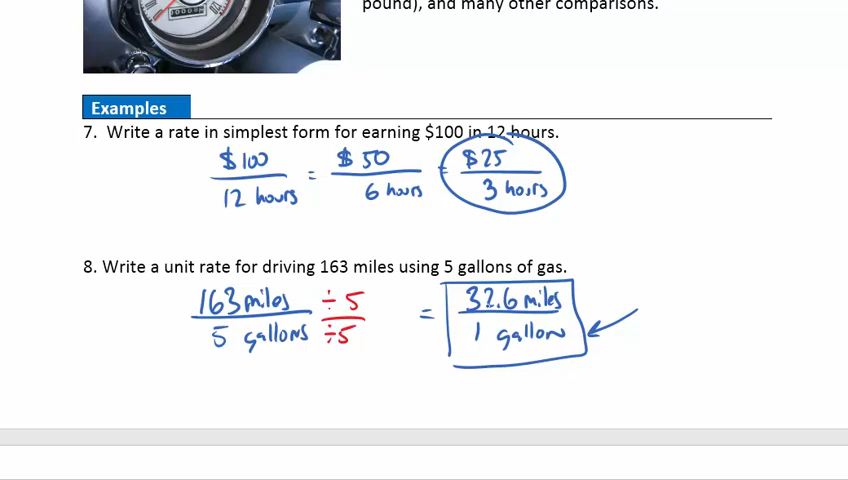 pound), and many other comparisons.
Examples
7. Write a rate in simplest form for earning $100 in 12 hours.
$100 / 12 hours = $50 / 6 hours = $25 / 3 hours
8. Write a unit rate for driving 163 miles using 5 gallons of gas.
163 miles ÷ 5 = 32.6 miles
5 gallons ÷5 1 gallon